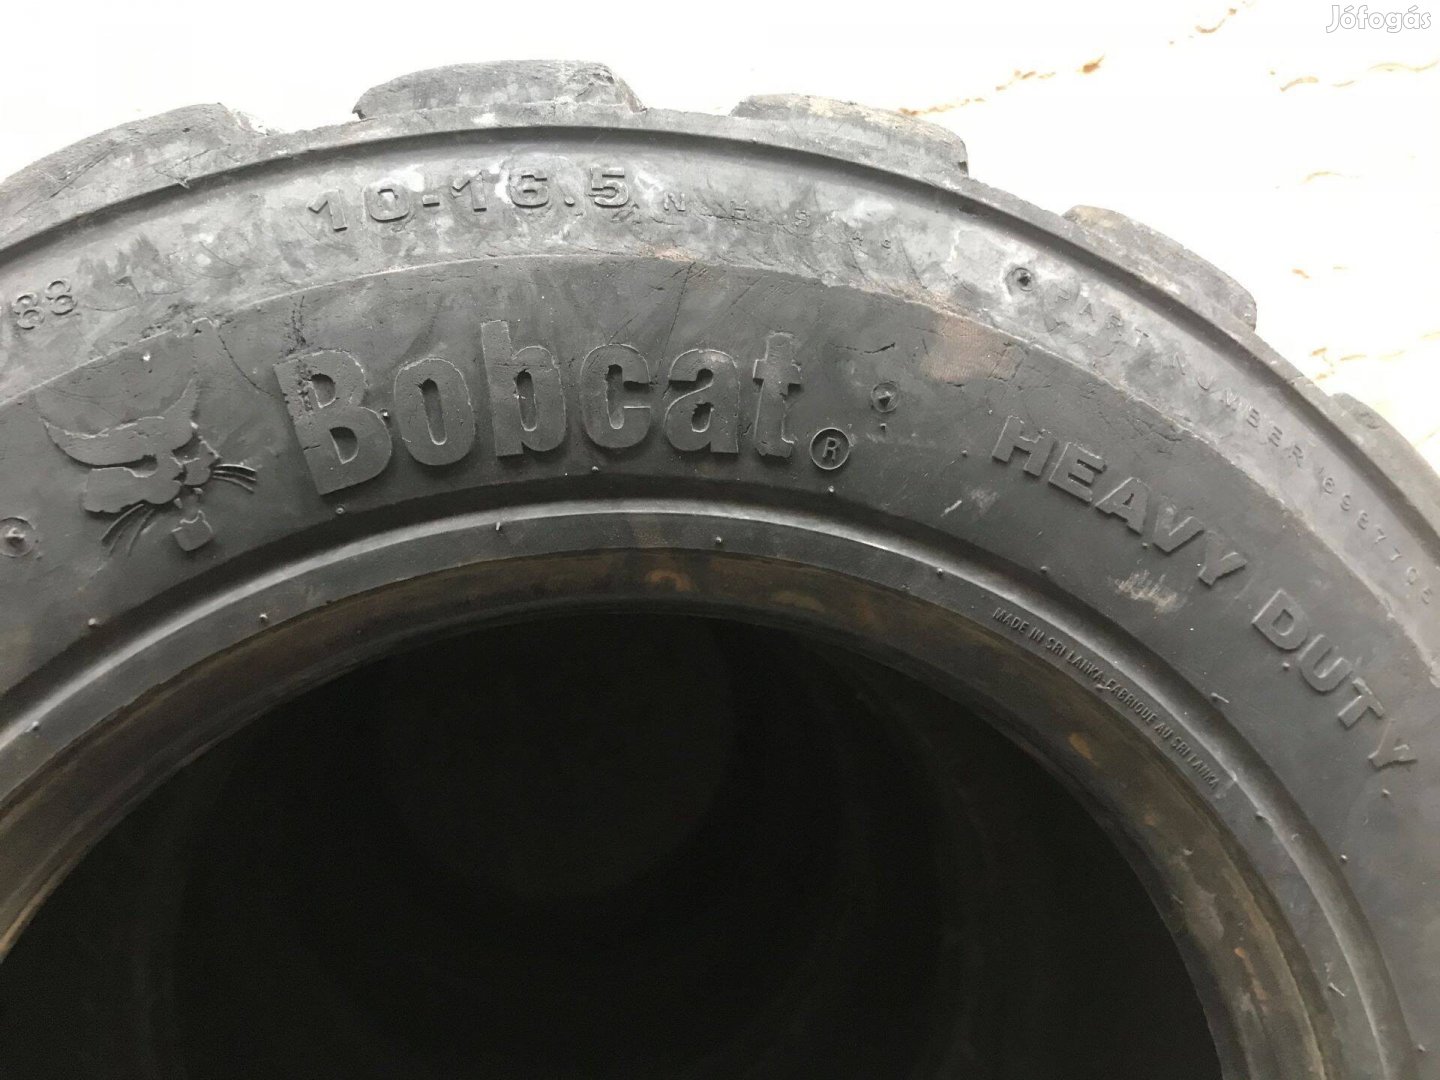 Jófogás
10-16.5 N.H.S.
PART NUMBER
Bobcat®
HEAVY DUTY
MADE IN SRI LANKA-FABRIQUE AU SRI LANKA